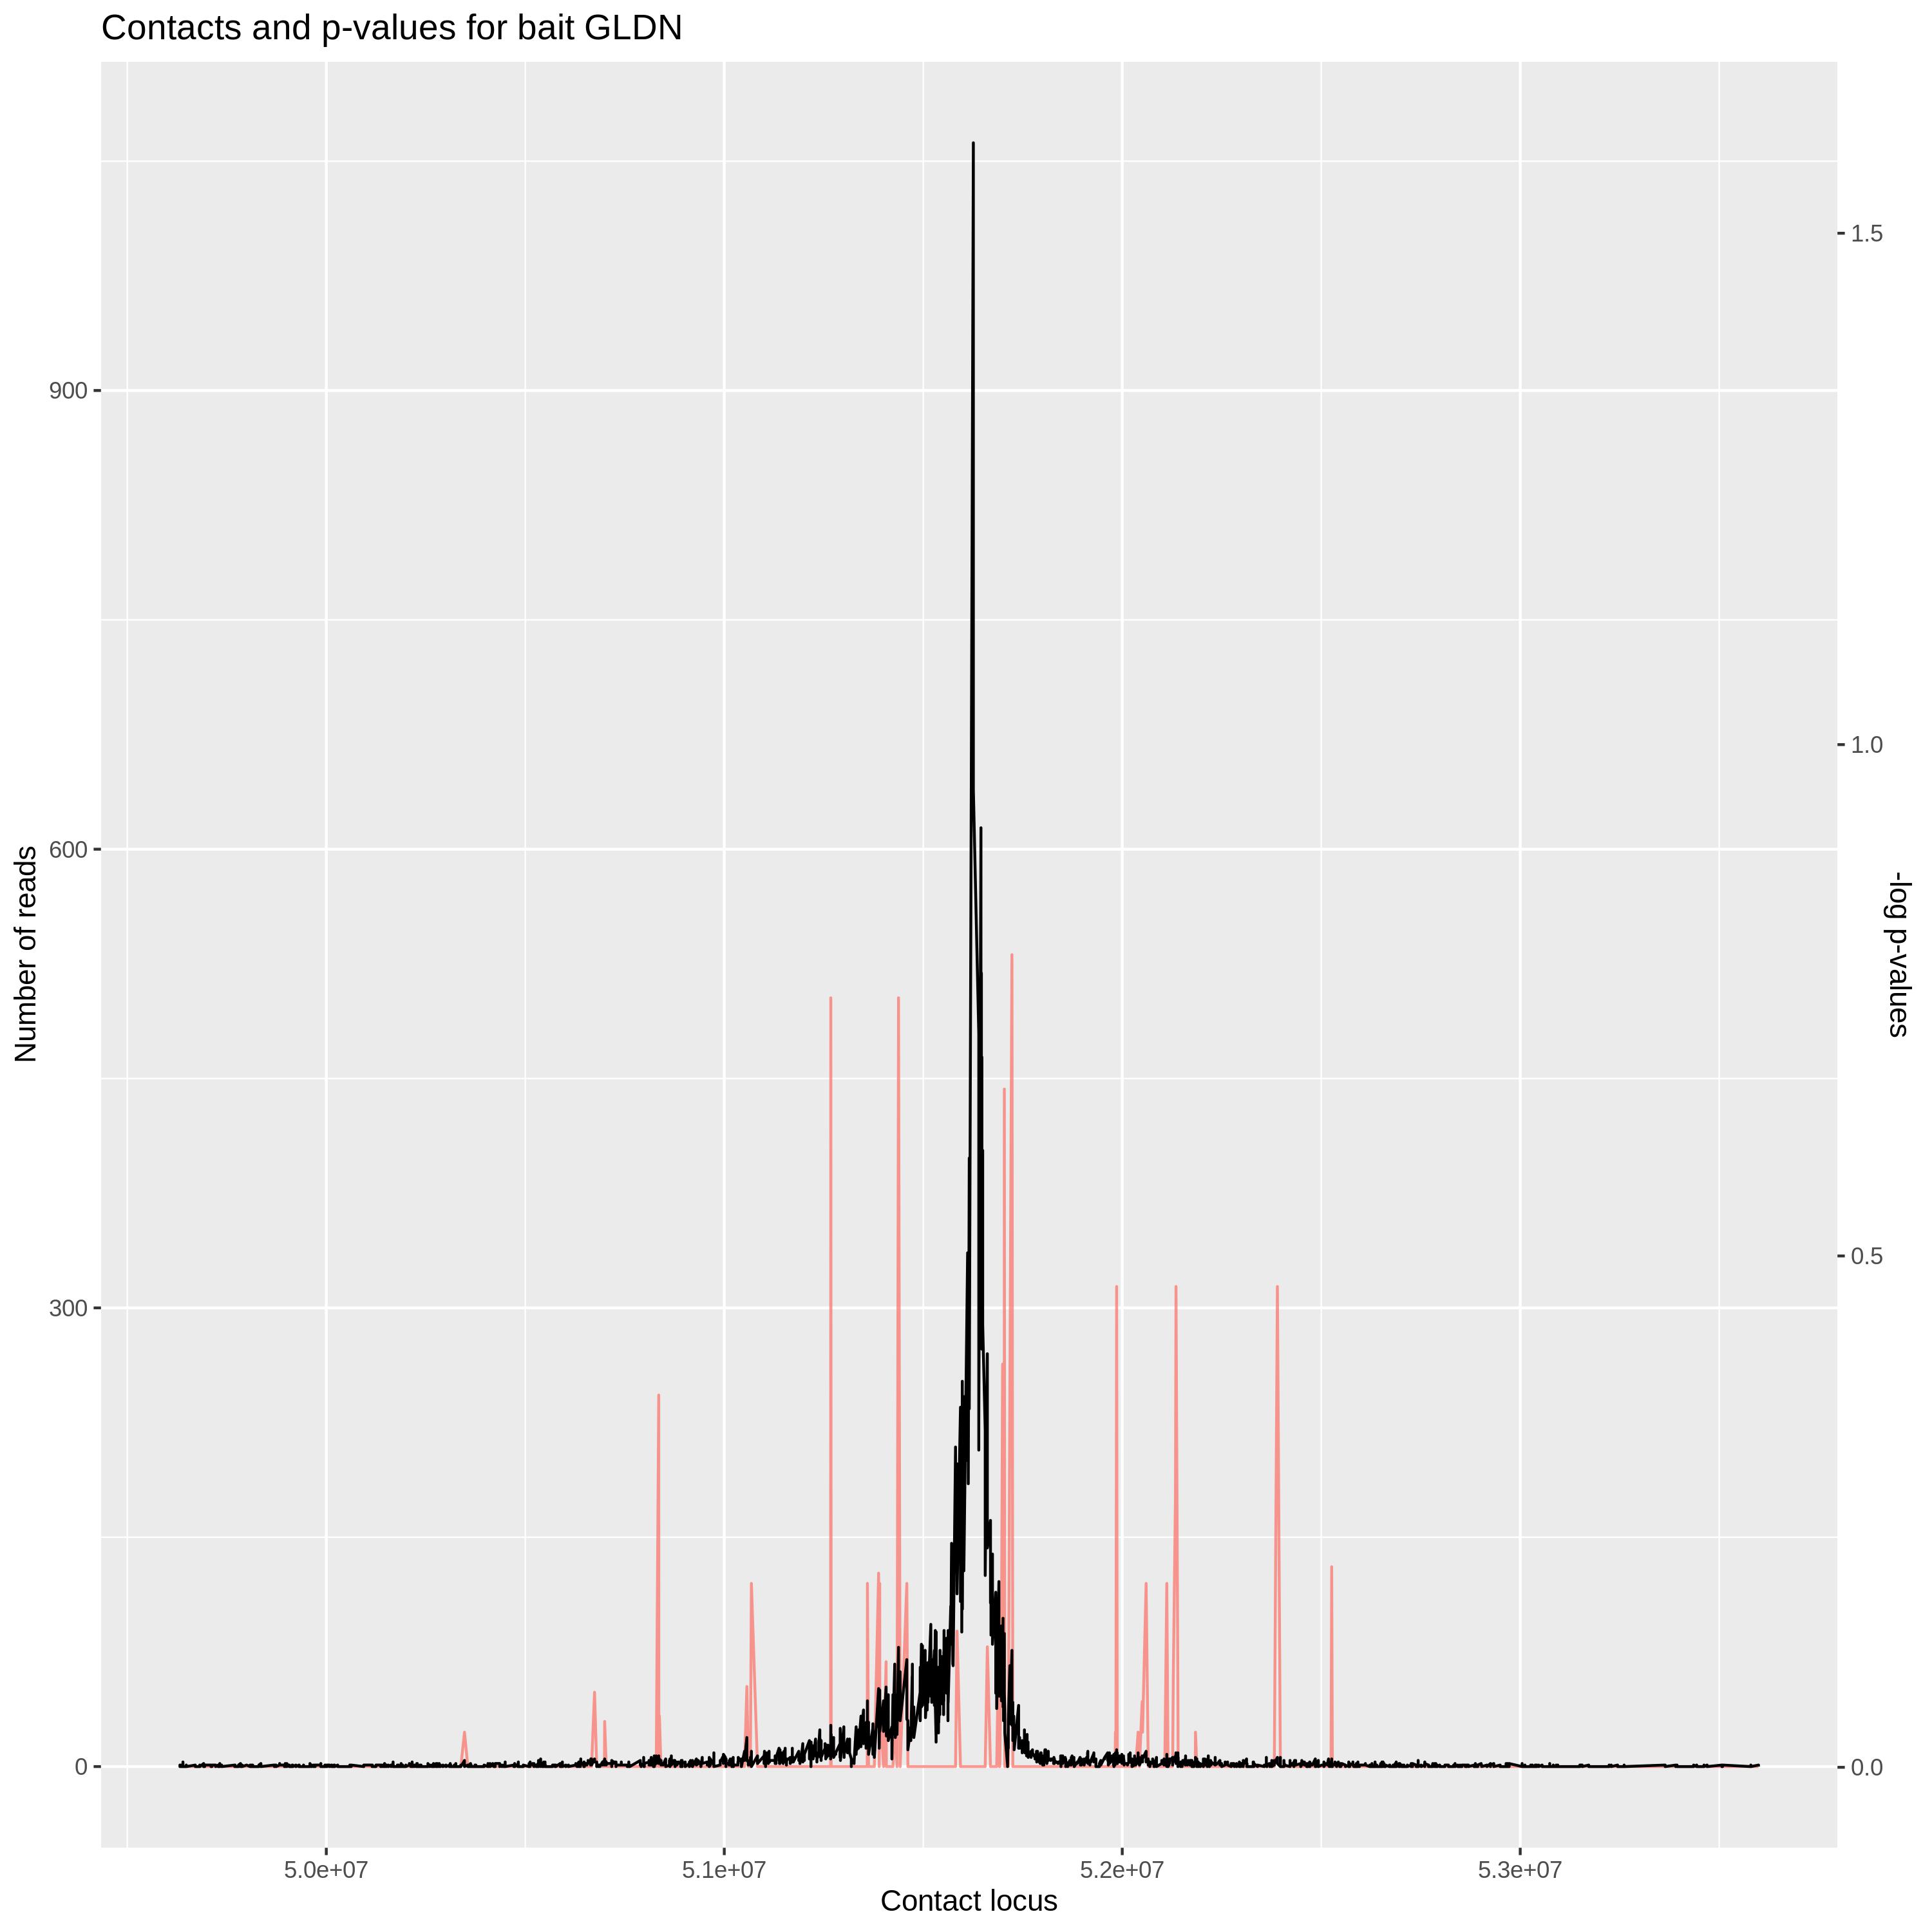 Contacts and p-values for bait GLDN
1.5
900
1.0
600
Number of reads
-log p-values
0.5
300
0
0.0
5.0e+07 5.1e+07 5.2e+07 5.3e+07
Contact locus